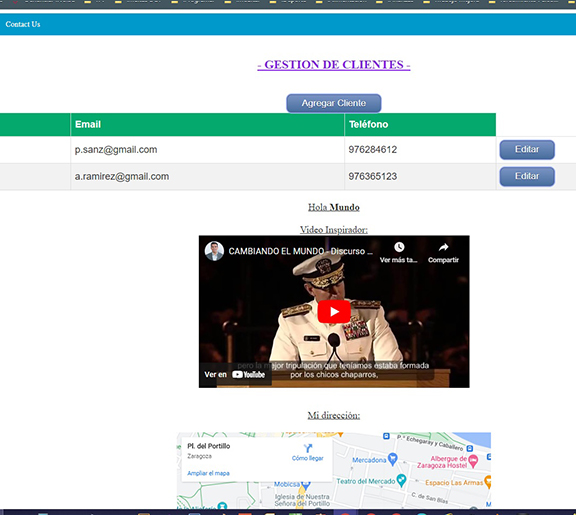 Contact Us
- GESTION DE CLIENTES -
Agregar Cliente
Email Teléfono
p.sanz@gmail.com 976284612 Editar
a.ramirez@gmail.com 976365123 Editar
Hola Mundo
Video Inspirador:
CAMBIANDO EL MUNDO - Discurso ...
Ver más ta... Compartir
pero la mejor tripulación que teníamos estaba formada
por los chicos chaparros,
Ver en YouTube
Mi dirección:
Pl. del Portillo
Zaragoza
Cómo llegar
Ampliar el mapa
P.º Echegaray y Caballero
Mercadona
Albergue de
Zaragoza Hostel
Teatro del Mercado
Espacio Las Armas
Mobicsa
C. de San Blas
Iglesia de Nuestra
Señora del Portillo